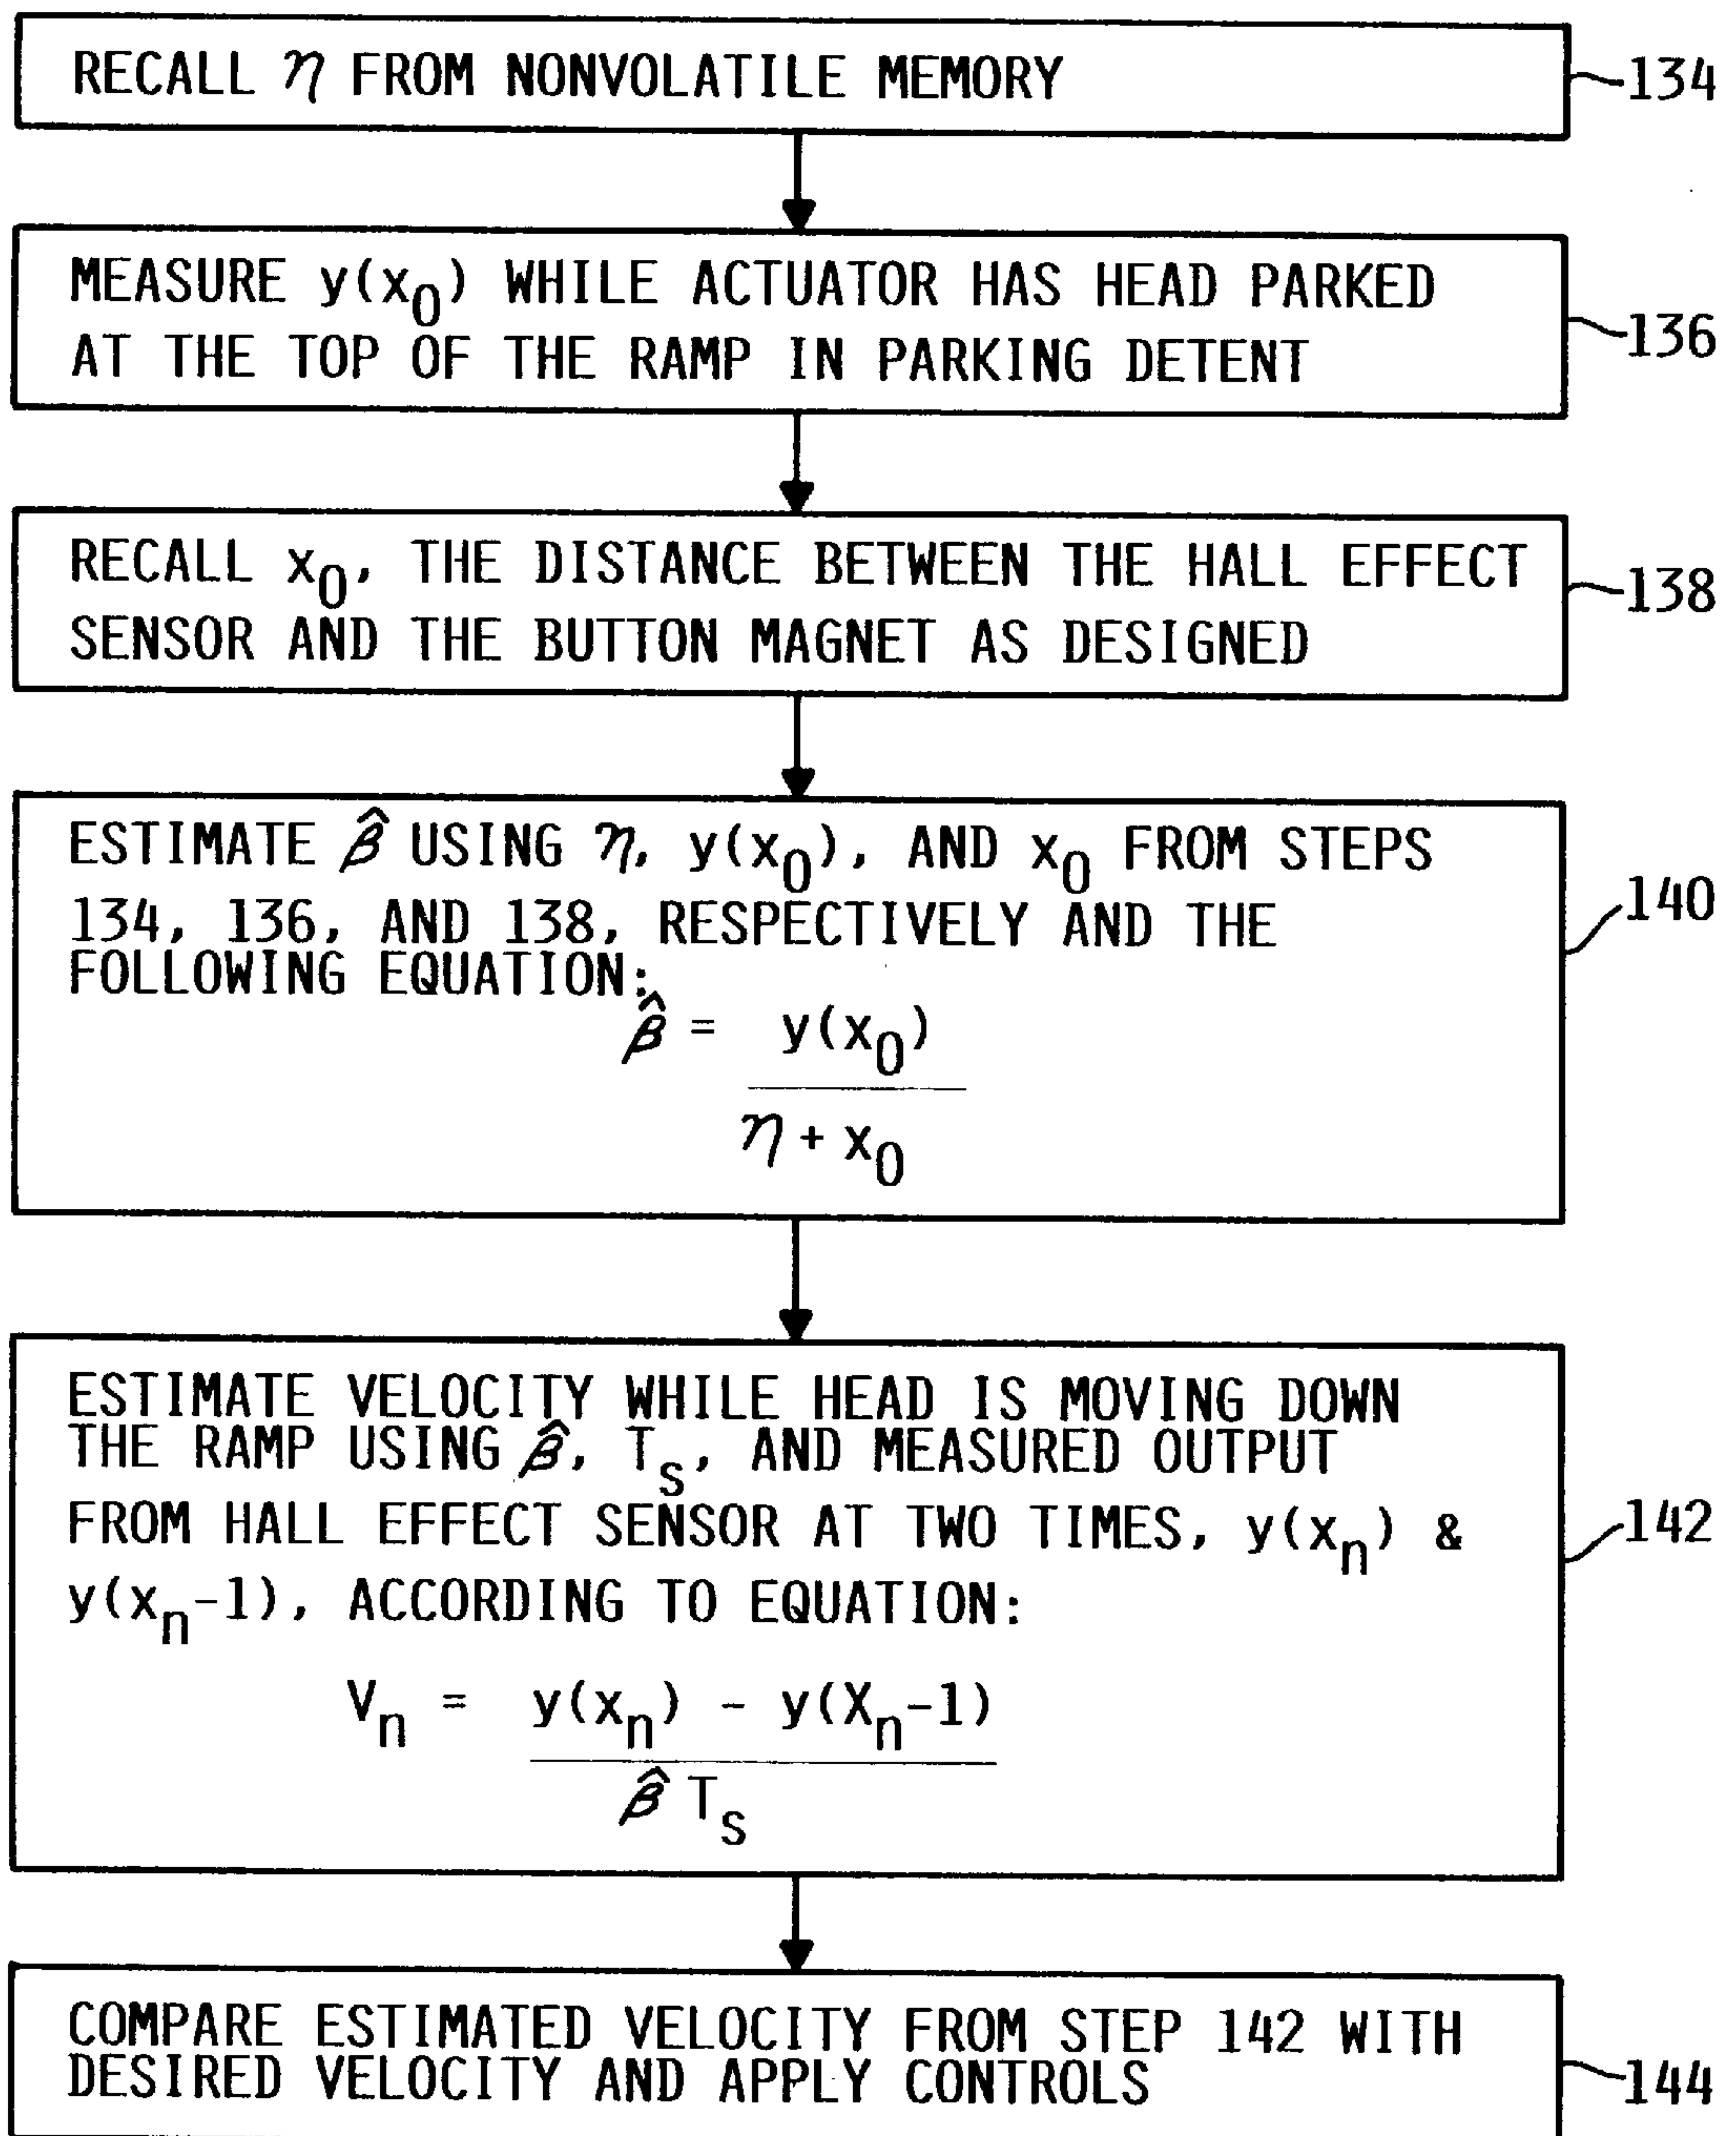 RECALL η FROM NONVOLATILE MEMORY
134
MEASURE y(x0) WHILE ACTUATOR HAS HEAD PARKED
AT THE TOP OF THE RAMP IN PARKING DETENT
136
RECALL x0, THE DISTANCE BETWEEN THE HALL EFFECT
SENSOR AND THE BUTTON MAGNET AS DESIGNED
138
ESTIMATE β̂ USING η, y(x0), AND x0 FROM STEPS
134, 136, AND 138, RESPECTIVELY AND THE
FOLLOWING EQUATION:
β̂ = y(x0)
η + x0
140
ESTIMATE VELOCITY WHILE HEAD IS MOVING DOWN
THE RAMP USING β̂, Ts, AND MEASURED OUTPUT
FROM HALL EFFECT SENSOR AT TWO TIMES, y(xn) &
y(xn-1), ACCORDING TO EQUATION:
Vn = y(xn) - y(Xn-1)
β̂ Ts
142
COMPARE ESTIMATED VELOCITY FROM STEP 142 WITH
DESIRED VELOCITY AND APPLY CONTROLS
144